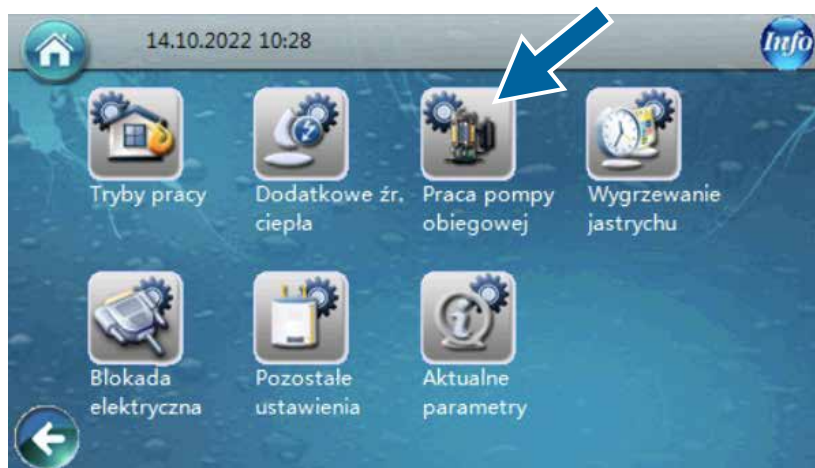 14.10.2022 10:28
Info
Tryby pracy
Dodatkowe źr.
ciepła
Praca pompy
obiegowej
Wygrzewanie
jastrychu
Blokada
elektryczna
Pozostałe
ustawienia
Aktualne
parametry